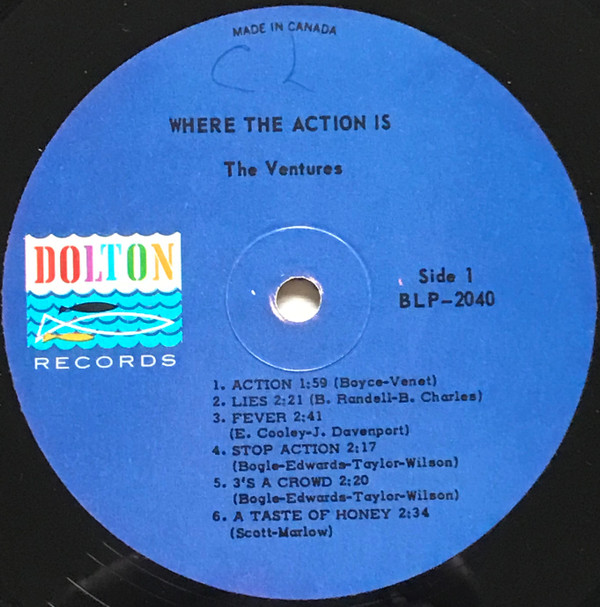 MADE IN CANADA
CL
WHERE THE ACTION IS
The Ventures
DOLTON
RECORDS
Side 1
BLP-2040
1. ACTION 1:59 (Boyce-Venet)
2. LIES 2:21 (B. Randell-B. Charles)
3. FEVER 2:41
(E. Cooley-J. Davenport)
4. STOP ACTION 2:17
(Bogle-Edwards-Taylor-Wilson)
5. 3'S A CROWD 2:20
(Bogle-Edwards-Taylor-Wilson)
6. A TASTE OF HONEY 2:34
(Scott-Marlow)